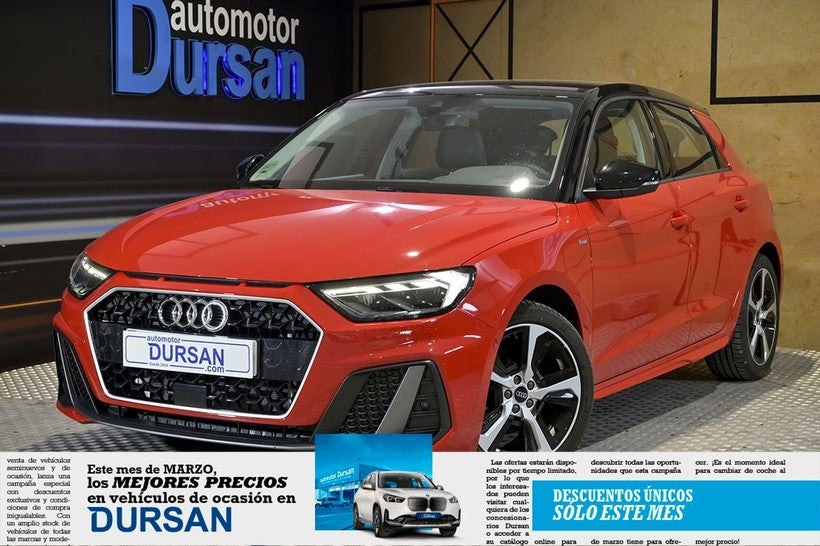 automotor
Dursan
automotor
DURSAN
.com
Desde 1994
venta de vehículos
seminuevos y de
ocasión, lanza una
campaña especial
con descuentos
exclusivos y condi-
ciones de compra
inigualables. Con
un amplio stock de
vehículos de todas
las marcas y mode-
Este mes de MARZO,
los MEJORES PRECIOS
en vehículos de ocasión en
DURSAN
automotor Dursan
Las ofertas estarán dispo-
nibles por tiempo limitado,
por lo que
los interesa-
dos pueden
visitar cual-
quiera de los
concesiona-
rios Dursan
o acceder a
su catálogo online para
descubrir todas las oportu-
nidades que esta campaña
de marzo tiene para ofre-
cer. ¡Es el momento ideal
para cambiar de coche al
mejor precio!
DESCUENTOS ÚNICOS
SÓLO ESTE MES